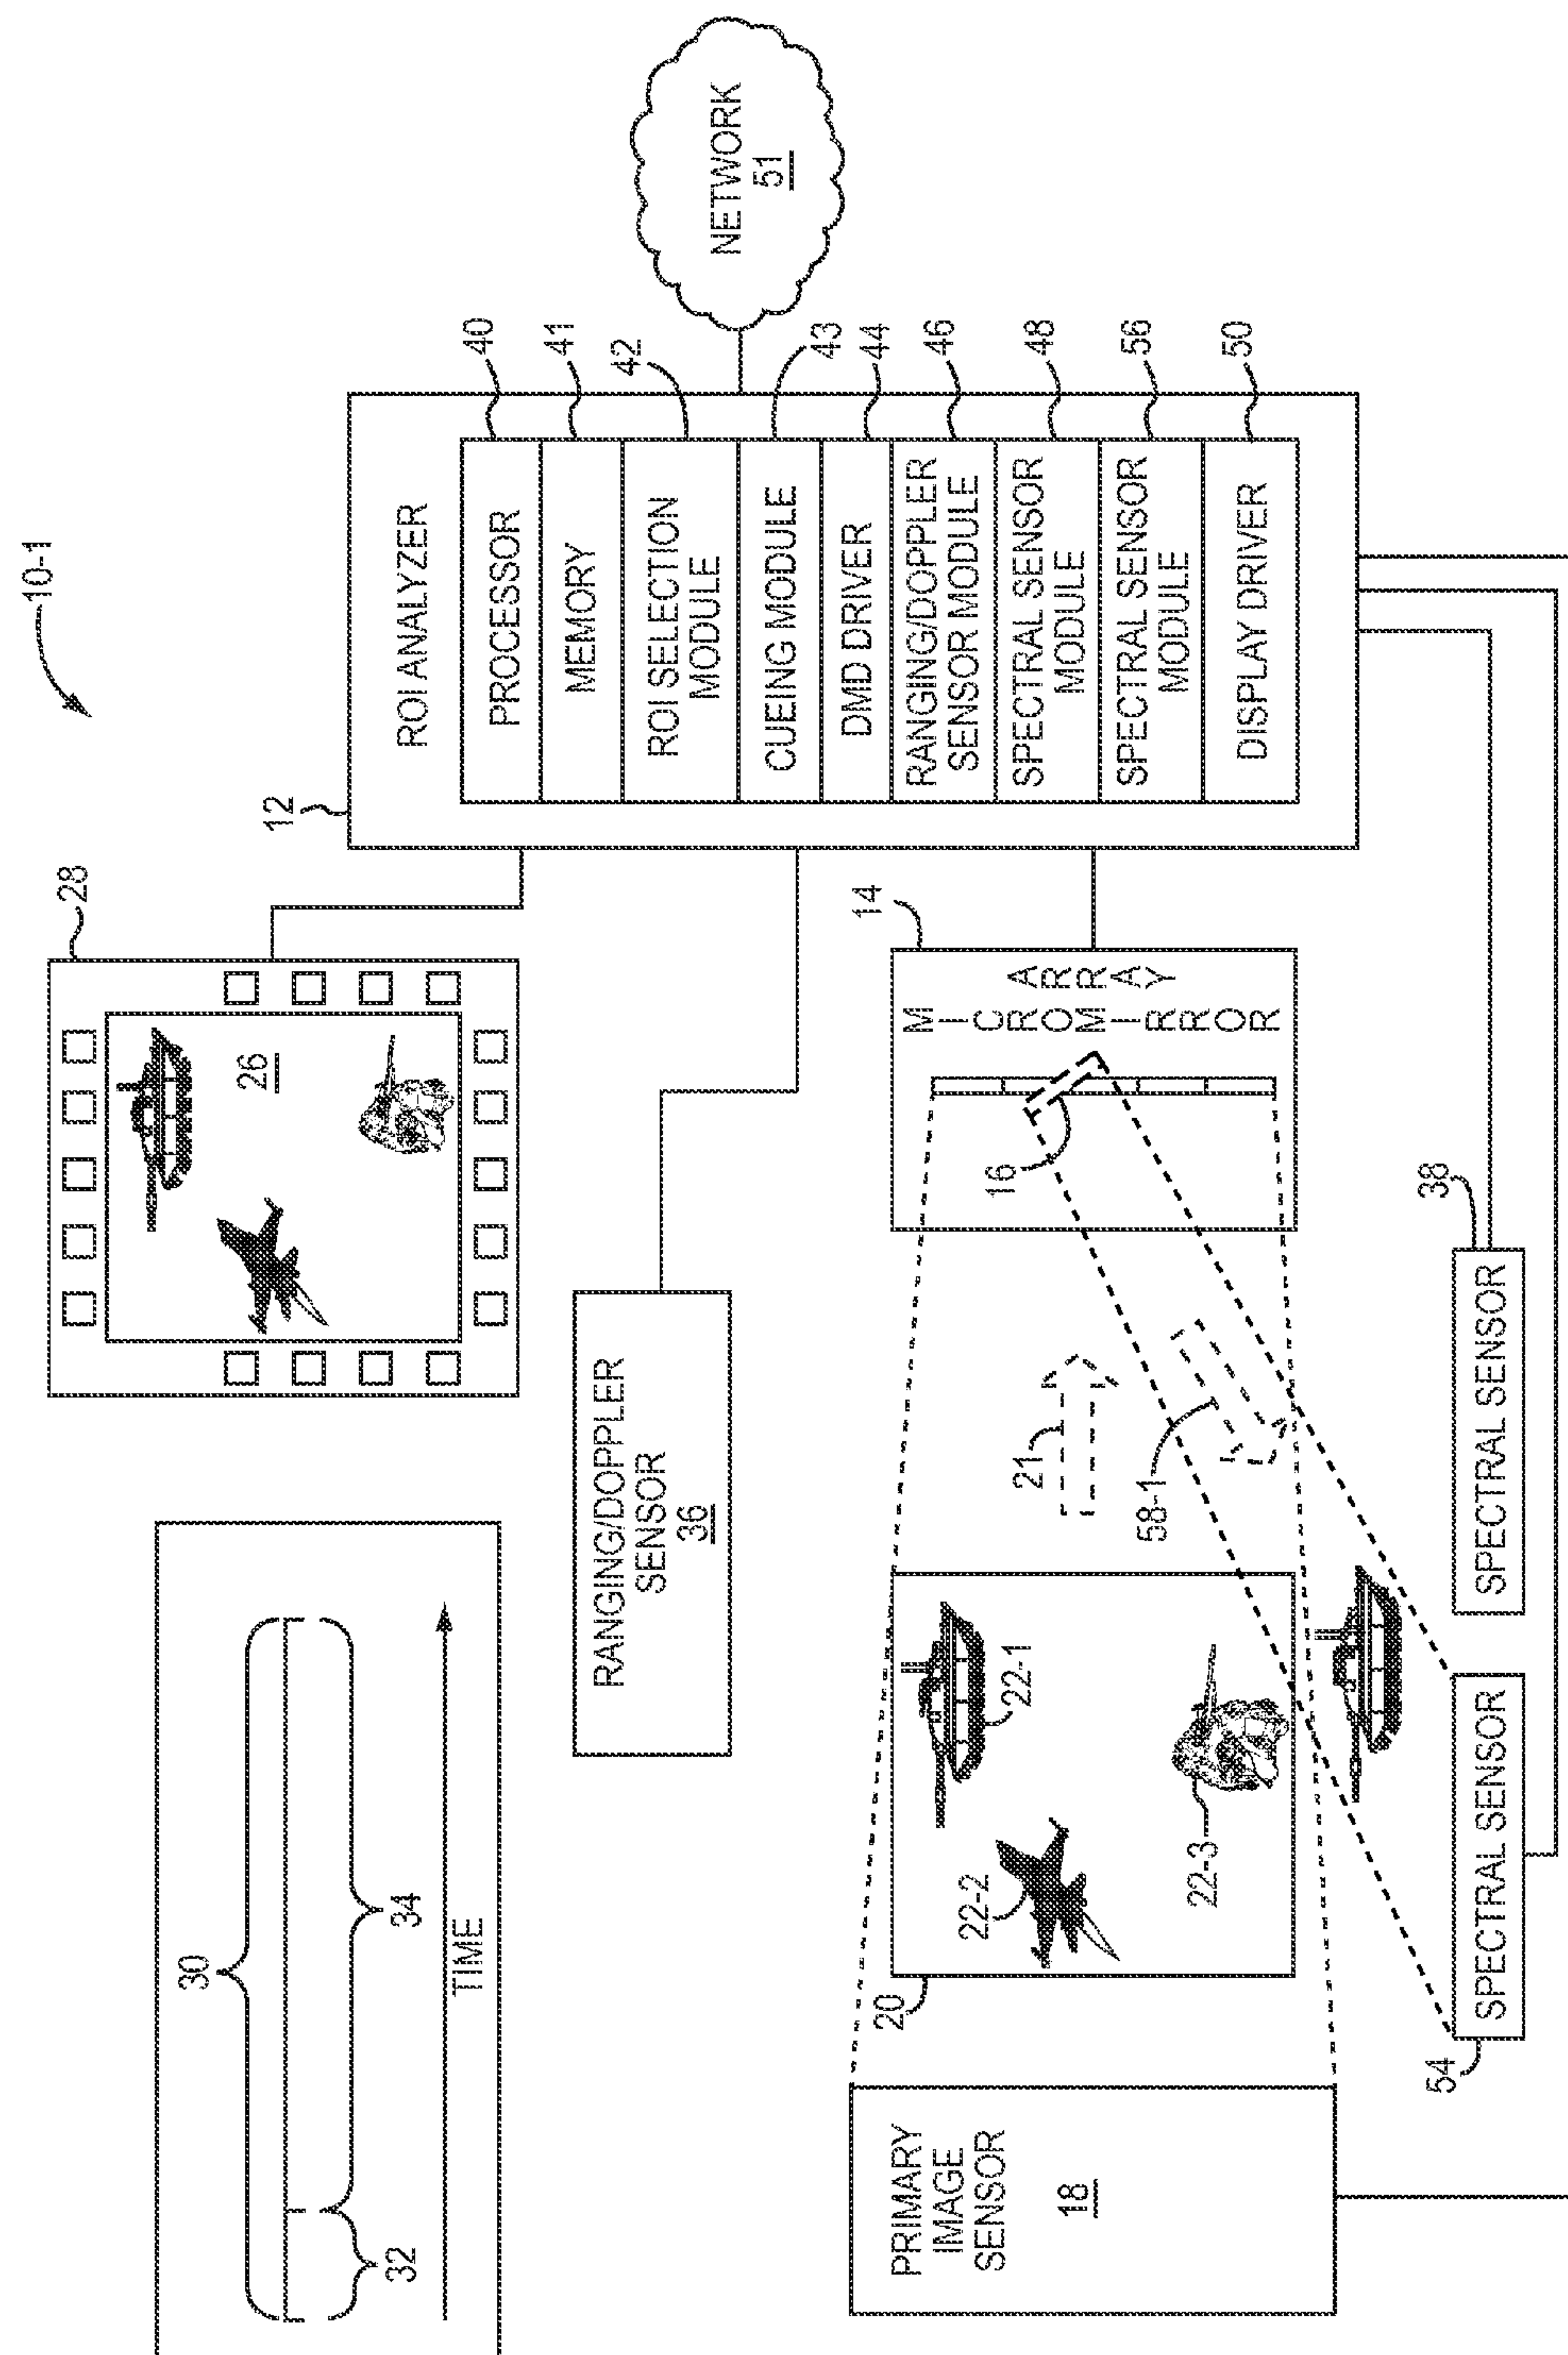 10-1
30
32
34
TIME
28
26
12
ROI ANALYZER
PROCESSOR
40
MEMORY
41
ROI SELECTION
MODULE
42
CUEING MODULE
43
DMD DRIVER
44
RANGING/DOPPLER
SENSOR MODULE
46
SPECTRAL SENSOR
MODULE
48
SPECTRAL SENSOR
MODULE
56
DISPLAY DRIVER
50
NETWORK
51
RANGING/DOPPLER
SENSOR
36
PRIMARY
IMAGE
SENSOR
18
20
22-1
22-2
22-3
21
58-1
14
16
MICROMIRROR
ARRAY
SPECTRAL SENSOR
54
SPECTRAL SENSOR
38